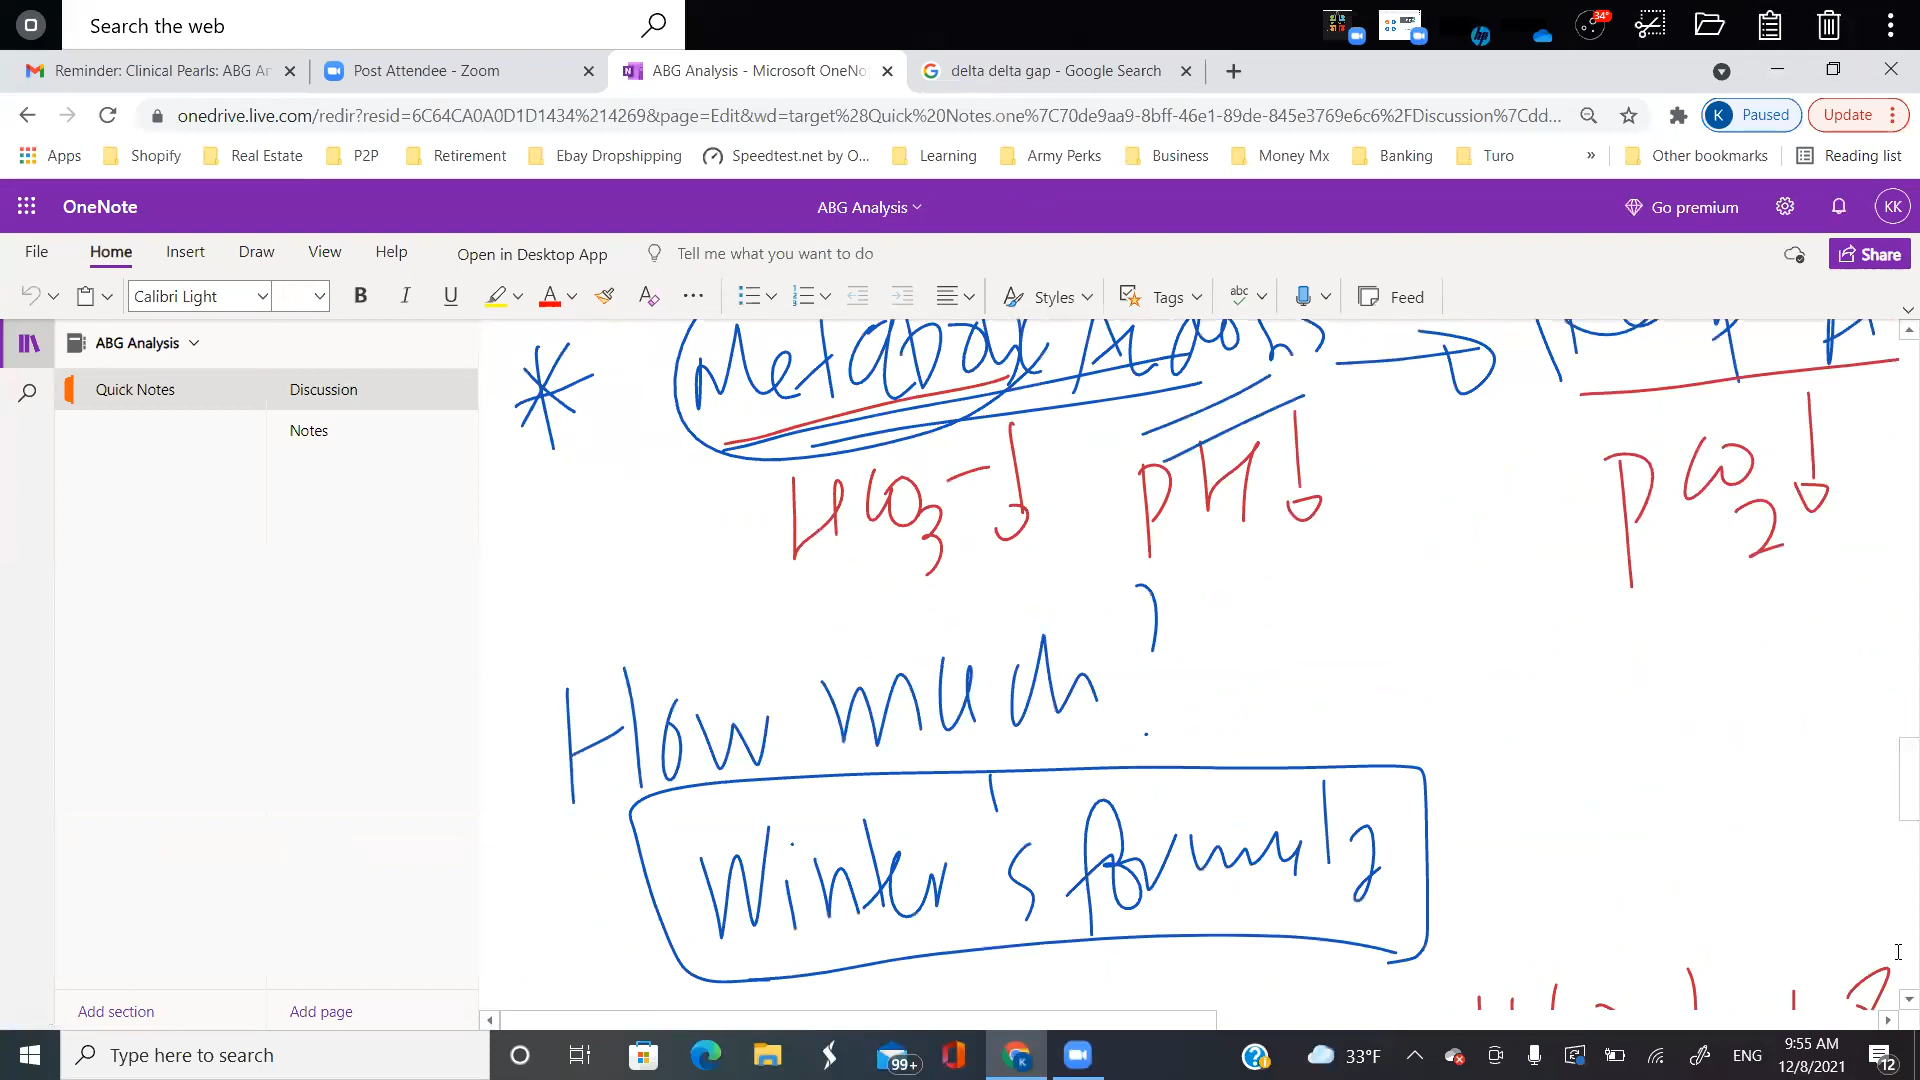 Search the web
34°
Reminder: Clinical Pearls: ABG An
Post Attendee - Zoom
ABG Analysis - Microsoft OneNo
delta delta gap - Google Search
onedrive.live.com/redir?resid=6C64CA0A0D1D1434%214269&page=Edit&wd=target%28Quick%20Notes.one%7C70de9aa9-8bff-46e1-89de-845e3769e6c6%2FDiscussion%7Cdd...
K Paused
Update
Apps
Shopify
Real Estate
P2P
Retirement
Ebay Dropshipping
Speedtest.net by O...
Learning
Army Perks
Business
Money Mx
Banking
Turo
»
Other bookmarks
Reading list
OneNote
ABG Analysis
Go premium
KK
File Home Insert Draw View Help Open in Desktop App Tell me what you want to do
Share
Calibri Light
B I U
Styles
Tags
abc
Feed
ABG Analysis
Quick Notes
Discussion
Notes
Metabolic Acidosis
HCO3- pH pCO2
How much?
Winter's formula
Add section
Add page
Type here to search
99+
33°F
ENG
9:55 AM
12/8/2021
12